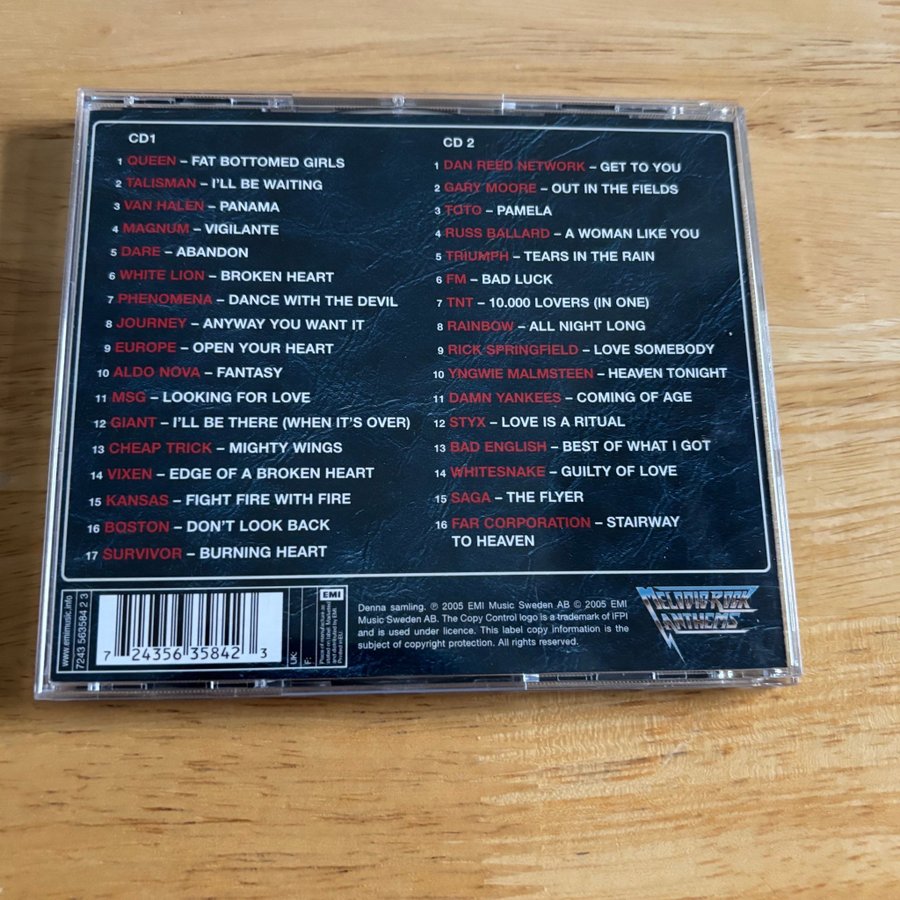 CD1
1 QUEEN – FAT BOTTOMED GIRLS
2 TALISMAN – I'LL BE WAITING
3 VAN HALEN – PANAMA
4 MAGNUM – VIGILANTE
5 DARE – ABANDON
6 WHITE LION – BROKEN HEART
7 PHENOMENA – DANCE WITH THE DEVIL
8 JOURNEY – ANYWAY YOU WANT IT
9 EUROPE – OPEN YOUR HEART
10 ALDO NOVA – FANTASY
11 MSG – LOOKING FOR LOVE
12 GIANT – I'LL BE THERE (WHEN IT'S OVER)
13 CHEAP TRICK – MIGHTY WINGS
14 VIXEN – EDGE OF A BROKEN HEART
15 KANSAS – FIGHT FIRE WITH FIRE
16 BOSTON – DON'T LOOK BACK
17 SURVIVOR – BURNING HEART
CD 2
1 DAN REED NETWORK – GET TO YOU
2 GARY MOORE – OUT IN THE FIELDS
3 TOTO – PAMELA
4 RUSS BALLARD – A WOMAN LIKE YOU
5 TRIUMPH – TEARS IN THE RAIN
6 FM – BAD LUCK
7 TNT – 10.000 LOVERS (IN ONE)
8 RAINBOW – ALL NIGHT LONG
9 RICK SPRINGFIELD – LOVE SOMEBODY
10 YNGWIE MALMSTEEN – HEAVEN TONIGHT
11 DAMN YANKEES – COMING OF AGE
12 STYX – LOVE IS A RITUAL
13 BAD ENGLISH – BEST OF WHAT I GOT
14 WHITESNAKE – GUILTY OF LOVE
15 SAGA – THE FLYER
16 FAR CORPORATION – STAIRWAY
TO HEAVEN
www.emimusic.info
7243 563584 2 3
7 24356 35842 3
UK:
F:
EMI
Denna samling. ℗ 2005 EMI Music Sweden AB © 2005 EMI
Music Sweden AB. The Copy Control logo is a trademark of IFPI
and is used under licence. This label copy information is the
subject of copyright protection. All rights reserved.
MELODIC ROCK
ANTHEMS